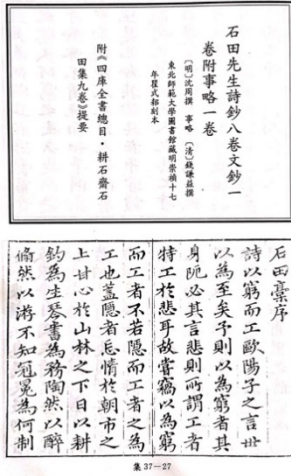 石田先生詩鈔八卷文鈔一
卷附事略一卷
〔明〕沈周撰 事略 〔清〕錢謙益撰
東北師範大學圖書館藏明崇禎十七
年瞿式耜刻本
附《四庫全書總目·耕石齋石
田集九卷》提要
石田稾序
詩以窮而工歐陽子之言世
以為至矣予則以為窮者其
身阨必其言悲則所謂工者
特工於悲耳故嘗竊以為窮
而工者不若隱而工者之為
工也蓋隱者忘情於朝市之
上甘心於山林之下日以耕
釣為生琴書為務陶然以醉
翛然以游不知冠冕為何制
集 37－27